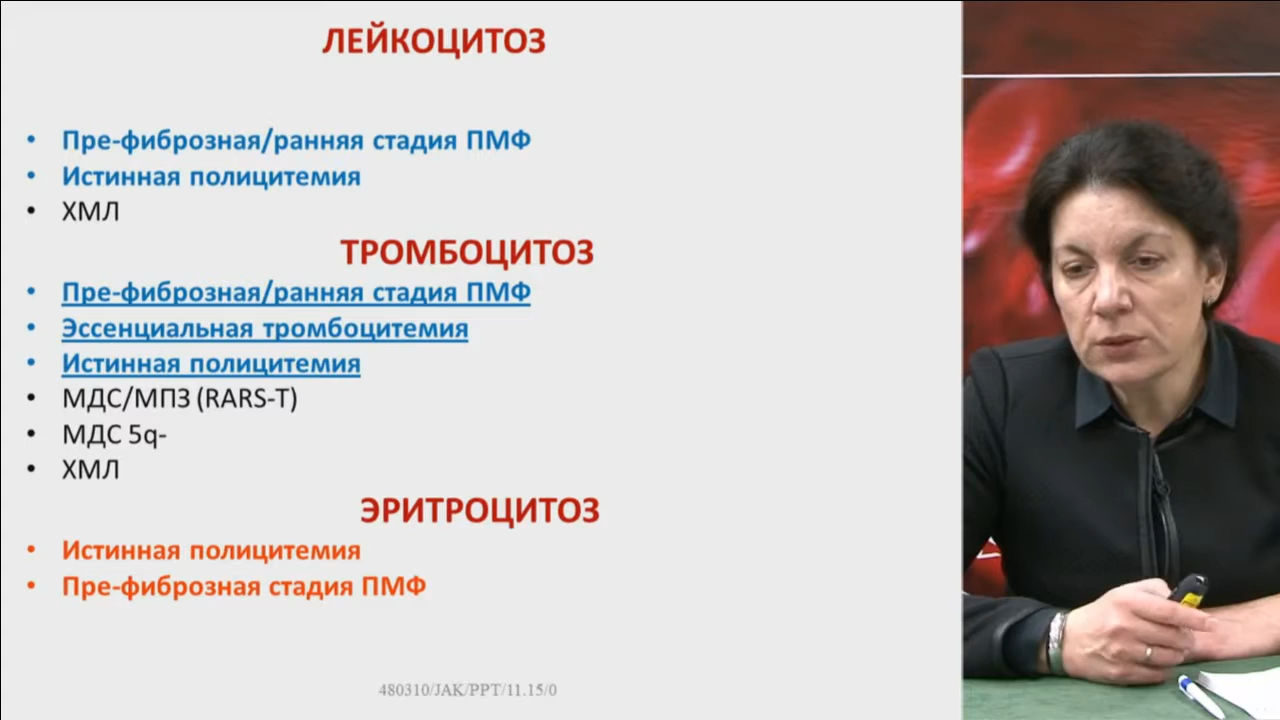 ЛЕЙКОЦИТОЗ
• Пре-фиброзная/ранняя стадия ПМФ
• Истинная полицитемия
• ХМЛ
ТРОМБОЦИТОЗ
• Пре-фиброзная/ранняя стадия ПМФ
• Эссенциальная тромбоцитемия
• Истинная полицитемия
• МДС/МПЗ (RARS-T)
• МДС 5q-
• ХМЛ
ЭРИТРОЦИТОЗ
• Истинная полицитемия
• Пре-фиброзная стадия ПМФ
480310/JAK/PPT/11.15/0